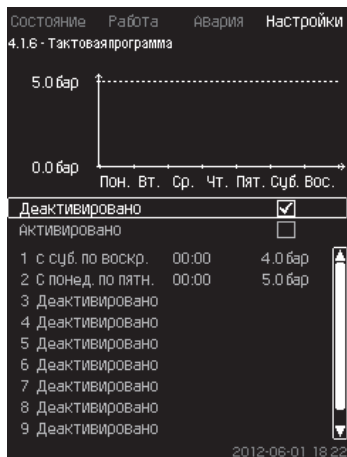 Состояние Работа Авария Настройки
4.1.6 - Тактовая программа
5.0 бар
0.0 бар
Пон. Вт. Ср. Чт. Пят. Суб. Вос.
Деактивировано
Активировано
1 с суб. по воскр. 00:00 4.0 бар
2 С понед. по пятн. 00:00 5.0 бар
3 Деактивировано
4 Деактивировано
5 Деактивировано
6 Деактивировано
7 Деактивировано
8 Деактивировано
9 Деактивировано
2012-06-01 18:22